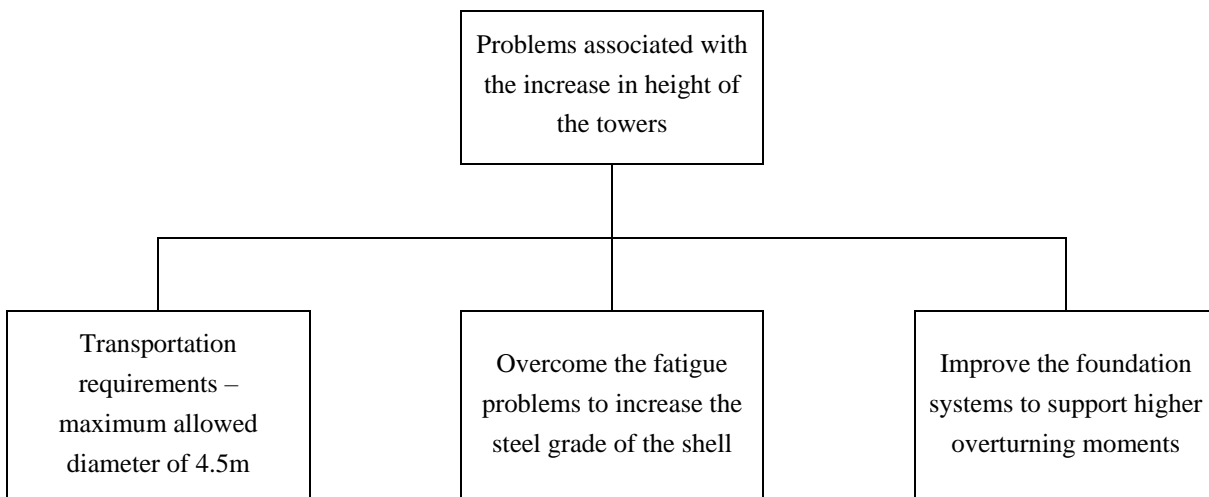 Problems associated with
the increase in height of
the towers
Transportation
requirements –
maximum allowed
diameter of 4.5m
Overcome the fatigue
problems to increase the
steel grade of the shell
Improve the foundation
systems to support higher
overturning moments